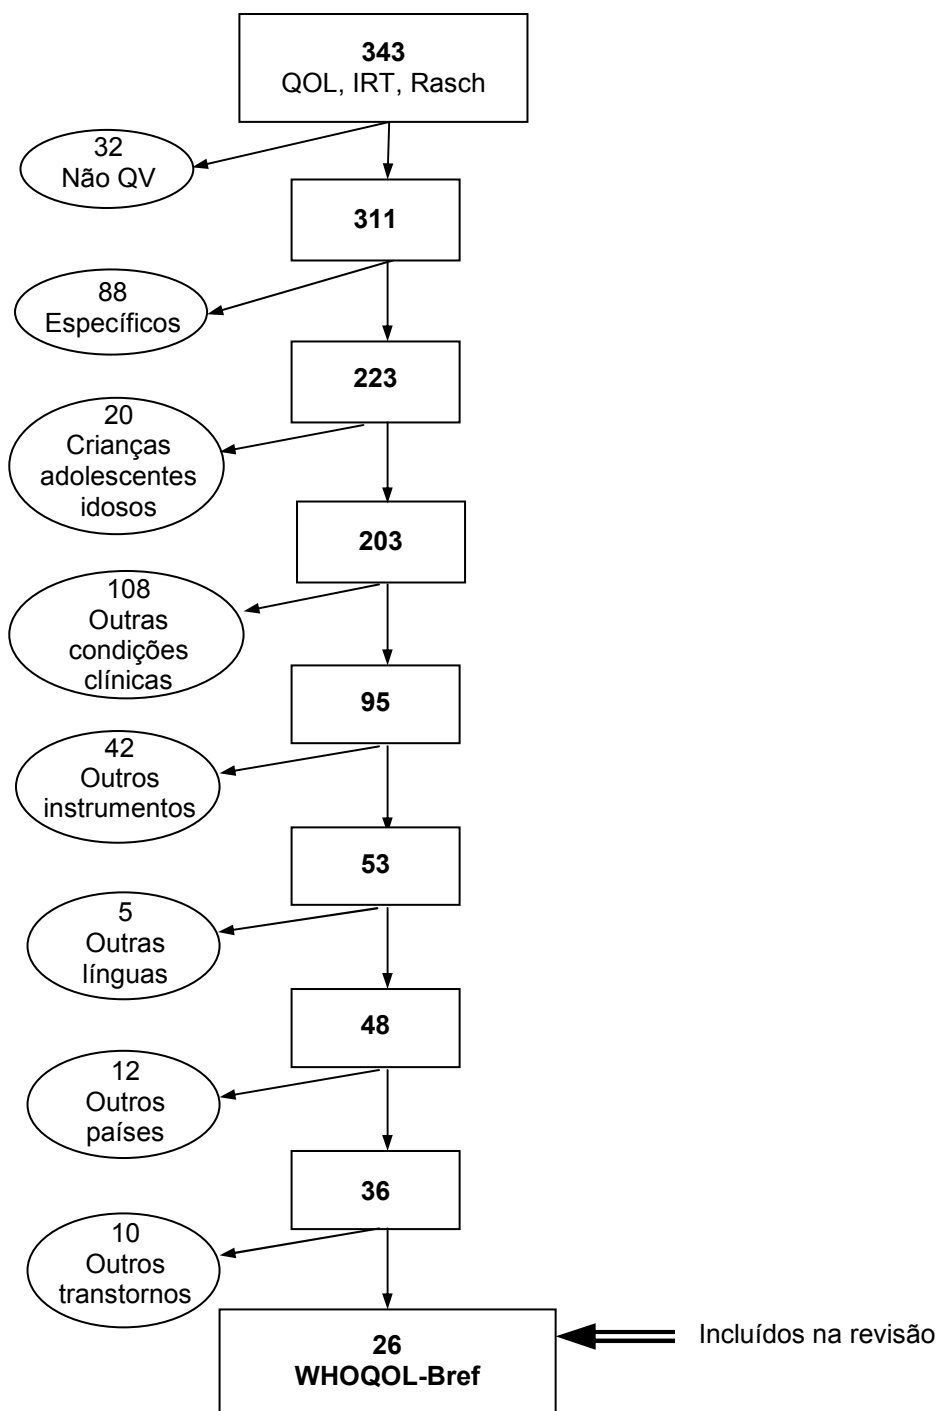 343
QOL, IRT, Rasch
32
Não QV
311
88
Específicos
223
20
Crianças
adolescentes
idosos
203
108
Outras
condições
clínicas
95
42
Outros
instrumentos
53
5
Outras
línguas
48
12
Outros
países
36
10
Outros
transtornos
26
WHOQOL-Bref
Incluídos na revisão